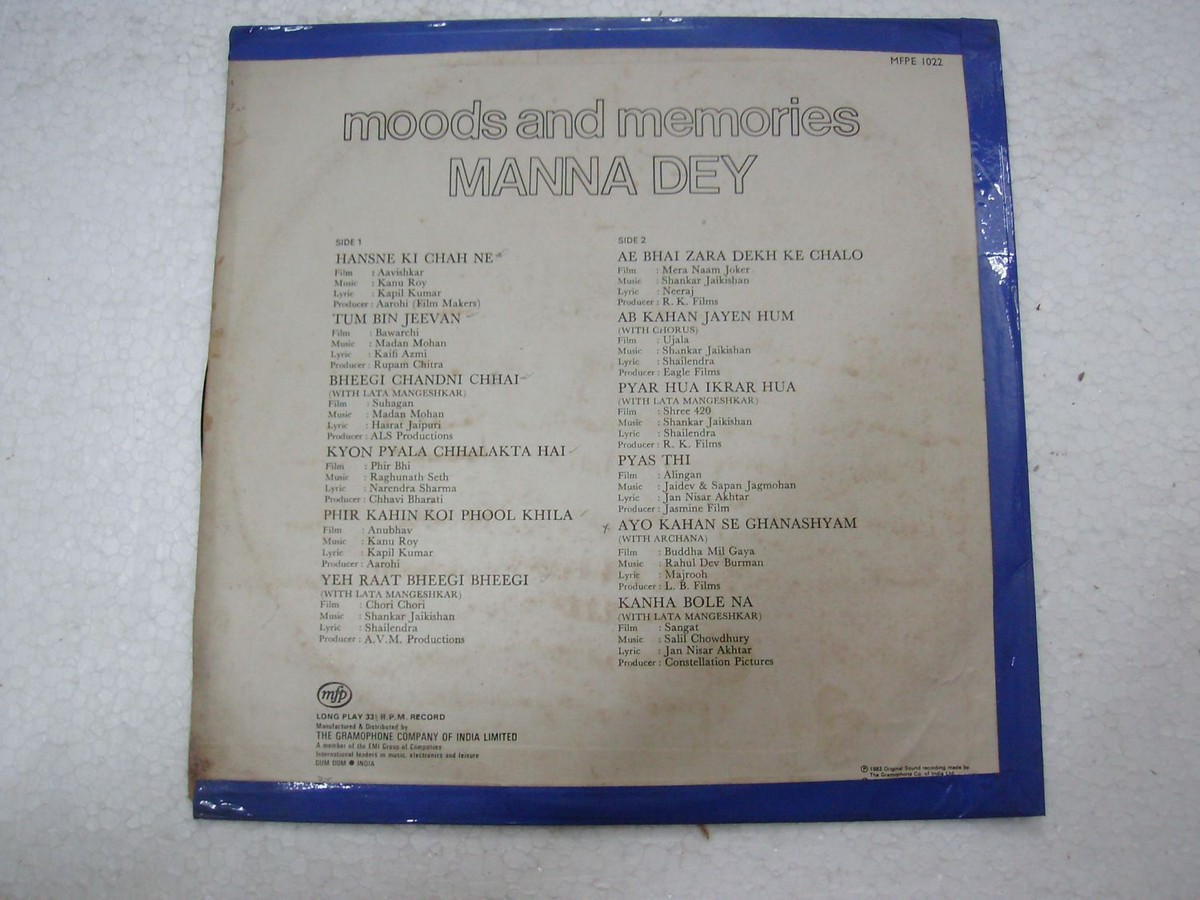 MFPE 1022
moods and memories
MANNA DEY
SIDE 1
HANSNE KI CHAH NE
Film : Aavishkar
Music : Kanu Roy
Lyric : Kapil Kumar
Producer : Aarohi (Film Makers)
TUM BIN JEEVAN
Film : Bawarchi
Music : Madan Mohan
Lyric : Kaifi Azmi
Producer : Rupam Chitra
BHEEGI CHANDNI CHHAI
(WITH LATA MANGESHKAR)
Film : Suhagan
Music : Madan Mohan
Lyric : Hasrat Jaipuri
Producer : ALS Productions
KYON PYALA CHHALAKTA HAI
Film : Phir Bhi
Music : Raghunath Seth
Lyric : Narendra Sharma
Producer : Chhavi Bharati
PHIR KAHIN KOI PHOOL KHILA
Film : Anubhav
Music : Kanu Roy
Lyric : Kapil Kumar
Producer : Aarohi
YEH RAAT BHEEGI BHEEGI
(WITH LATA MANGESHKAR)
Film : Chori Chori
Music : Shankar Jaikishan
Lyric : Shailendra
Producer : A.V.M. Productions
SIDE 2
AE BHAI ZARA DEKH KE CHALO
Film : Mera Naam Joker
Music : Shankar Jaikishan
Lyric : Neeraj
Producer : R. K. Films
AB KAHAN JAYEN HUM
(WITH CHORUS)
Film : Ujala
Music : Shankar Jaikishan
Lyric : Shailendra
Producer : Eagle Films
PYAR HUA IKRAR HUA
(WITH LATA MANGESHKAR)
Film : Shree 420
Music : Shankar Jaikishan
Lyric : Shailendra
Producer : R. K. Films
PYAS THI
Film : Alingan
Music : Jaidev & Sapan Jagmohan
Lyric : Jan Nisar Akhtar
Producer : Jasmine Film
AYO KAHAN SE GHANASHYAM
(WITH ARCHANA)
Film : Buddha Mil Gaya
Music : Rahul Dev Burman
Lyric : Majrooh
Producer : L. B. Films
KANHA BOLE NA
(WITH LATA MANGESHKAR)
Film : Sangat
Music : Salil Chowdhury
Lyric : Jan Nisar Akhtar
Producer : Constellation Pictures
mfp
LONG PLAY 33⅓ R.P.M. RECORD
Manufactured & Distributed by
THE GRAMOPHONE COMPANY OF INDIA LIMITED
A member of the EMI Group of Companies
International leaders in music, electronics and leisure
DUM DUM ● INDIA
℗ 1982 Original Sound recording made by
The Gramophone Co. of India Ltd.